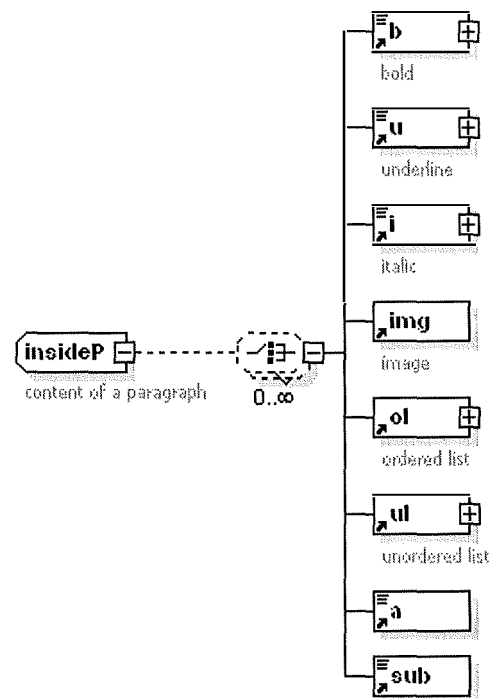 b
bold
u
underline
i
italic
img
image
insideP
content of a paragraph
0..∞
ol
ordered list
ul
unordered list
a
sub